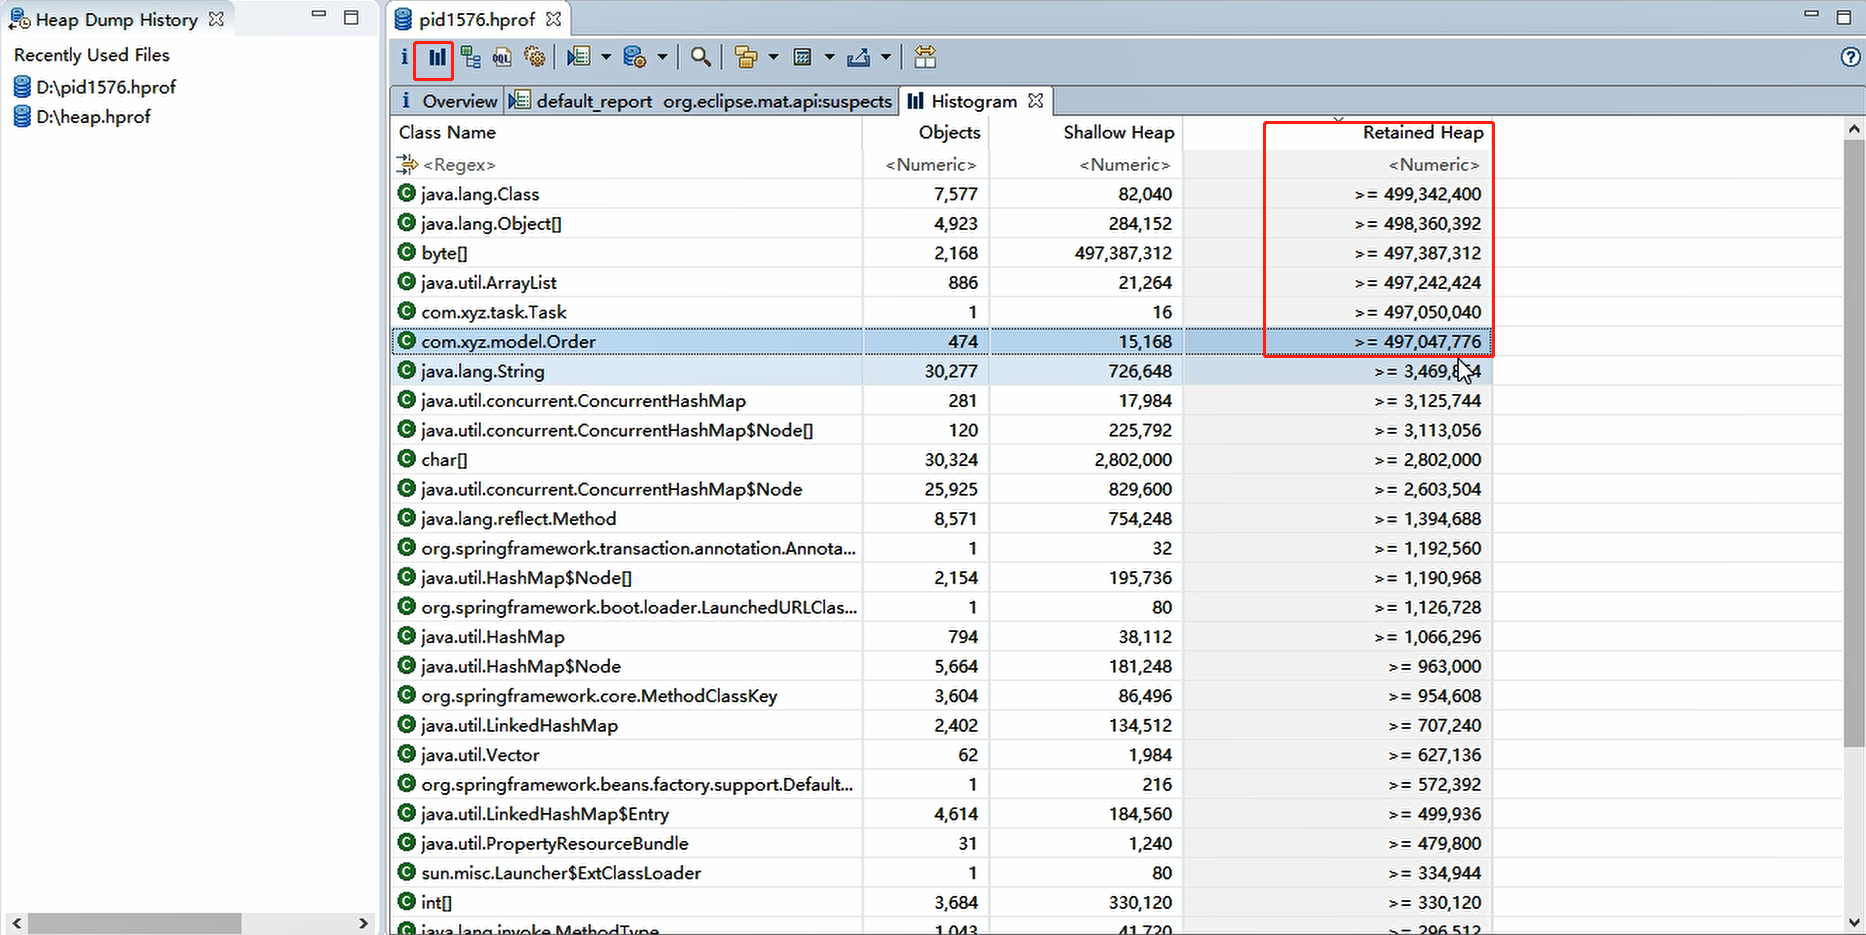 Heap Dump History
Recently Used Files
D:\pid1576.hprof
D:\heap.hprof
pid1576.hprof
i OQL
i Overview default_report org.eclipse.mat.api:suspects Histogram
Class Name Objects Shallow Heap Retained Heap
<Regex> <Numeric> <Numeric> <Numeric>
java.lang.Class 7,577 82,040 >= 499,342,400
java.lang.Object[] 4,923 284,152 >= 498,360,392
byte[] 2,168 497,387,312 >= 497,387,312
java.util.ArrayList 886 21,264 >= 497,242,424
com.xyz.task.Task 1 16 >= 497,050,040
com.xyz.model.Order 474 15,168 >= 497,047,776
java.lang.String 30,277 726,648 >=
java.util.concurrent.ConcurrentHashMap 281 17,984 >= 3,125,744
java.util.concurrent.ConcurrentHashMap$Node[] 120 225,792 >= 3,113,056
char[] 30,324 2,802,000 >= 2,802,000
java.util.concurrent.ConcurrentHashMap$Node 25,925 829,600 >= 2,603,504
java.lang.reflect.Method 8,571 754,248 >= 1,394,688
org.springframework.transaction.annotation.Annota... 1 32 >= 1,192,560
java.util.HashMap$Node[] 2,154 195,736 >= 1,190,968
org.springframework.boot.loader.LaunchedURLClas... 1 80 >= 1,126,728
java.util.HashMap 794 38,112 >= 1,066,296
java.util.HashMap$Node 5,664 181,248 >= 963,000
org.springframework.core.MethodClassKey 3,604 86,496 >= 954,608
java.util.LinkedHashMap 2,402 134,512 >= 707,240
java.util.Vector 62 1,984 >= 627,136
org.springframework.beans.factory.support.Default... 1 216 >= 572,392
java.util.LinkedHashMap$Entry 4,614 184,560 >= 499,936
java.util.PropertyResourceBundle 31 1,240 >= 479,800
sun.misc.Launcher$ExtClassLoader 1 80 >= 334,944
int[] 3,684 330,120 >= 330,120
java.lang.invoke.MethodType 1,043 41,720 >= 296,512